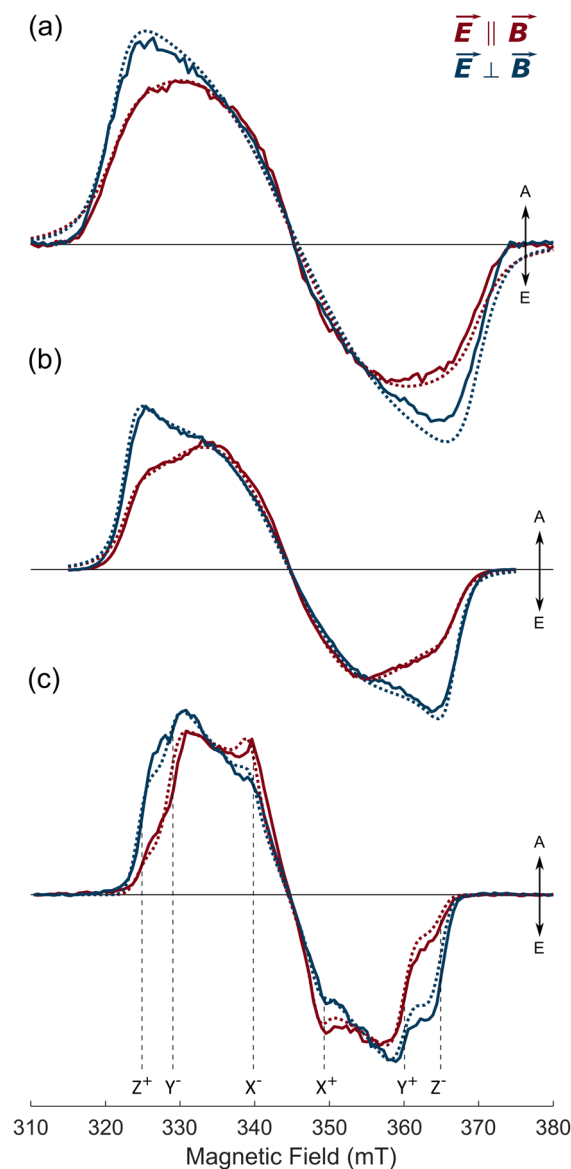 (a)
E ∥ B
E ⊥ B
A
E
(b)
A
E
(c)
A
E
Z⁺ Y⁻ X⁻ X⁺ Y⁺ Z⁻
310 320 330 340 350 360 370 380
Magnetic Field (mT)